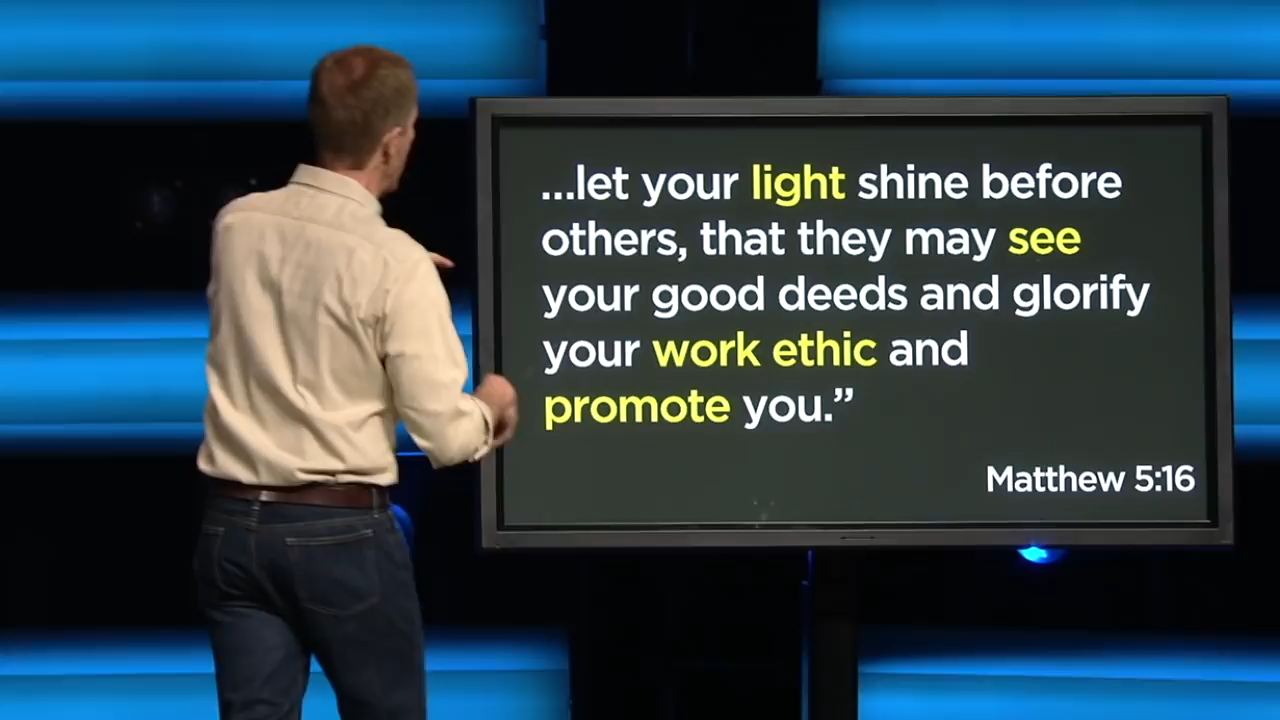 ...let your light shine before
others, that they may see
your good deeds and glorify
your work ethic and
promote you.”
Matthew 5:16